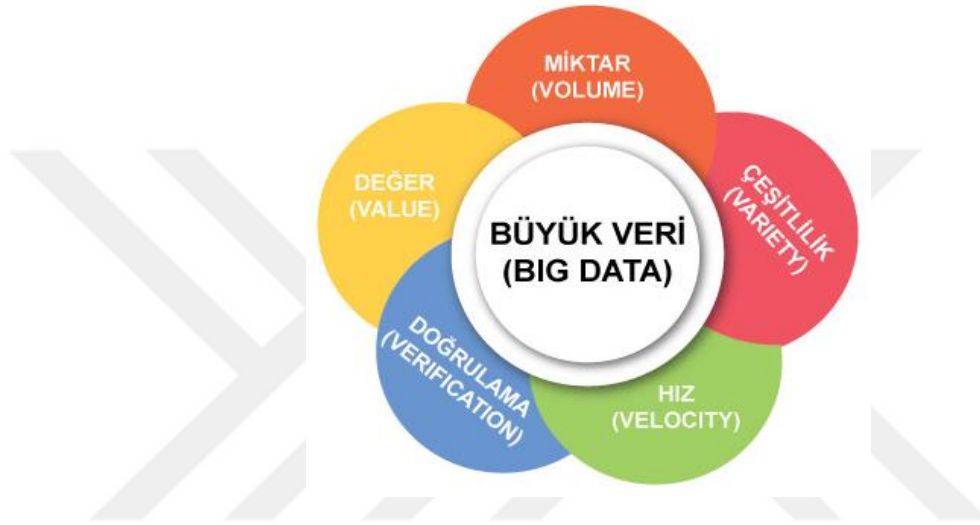 MİKTAR
(VOLUME)
ÇEŞİTLİLİK
(VARIETY)
HIZ
(VELOCITY)
DOĞRULAMA
(VERIFICATION)
DEĞER
(VALUE)
BÜYÜK VERİ
(BIG DATA)